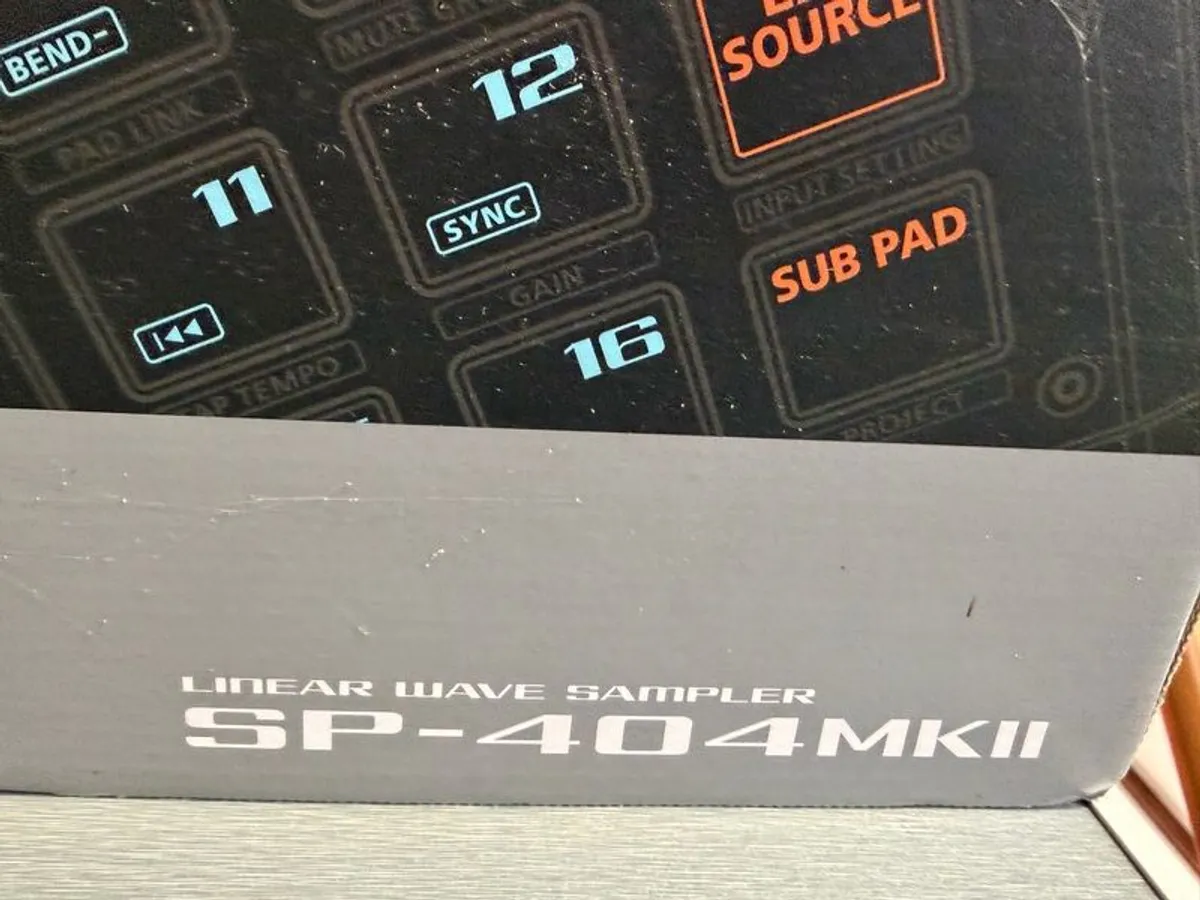 BEND-
MUTE
SOURCE
12
PAD LINK
11
SYNC
INPUT SETTING
SUB PAD
GAIN
16
TAP TEMPO
PROJECT
LINEAR WAVE SAMPLER
SP-404MKII